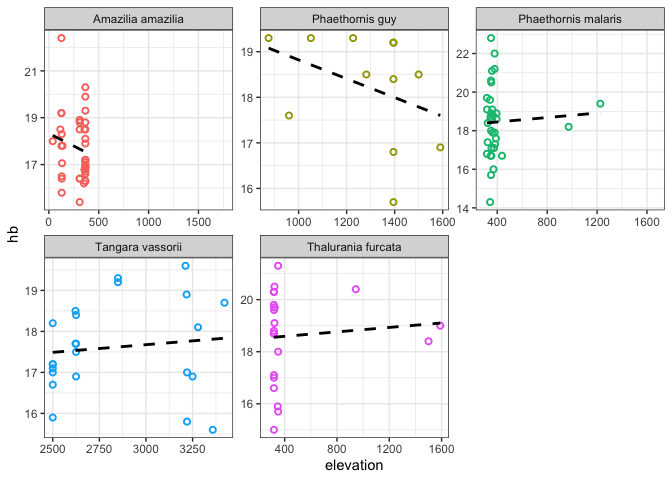 Amazilia amazilia
Phaethornis guy
Phaethornis malaris
21
19
17
0 500 1000 1500
19
18
17
16
1000 1200 1400 1600
22
20
18
16
14
400 800 1200 1600
hb
Tangara vassorii
Thalurania furcata
19
18
17
16
2500 2750 3000 3250
20
18
16
400 800 1200 1600
elevation